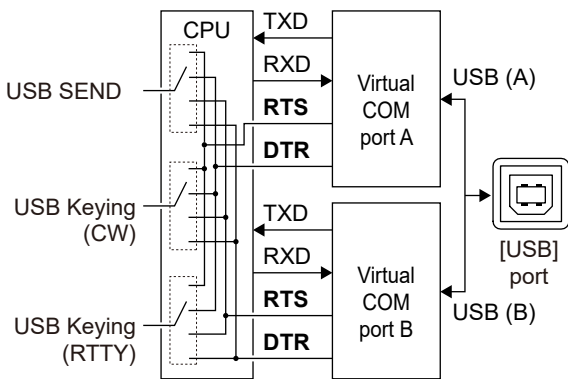 CPU
TXD
RXD
RTS
DTR
Virtual
COM
port A
USB (A)
USB SEND
USB Keying
(CW)
USB Keying
(RTTY)
TXD
RXD
RTS
DTR
Virtual
COM
port B
USB (B)
[USB]
port